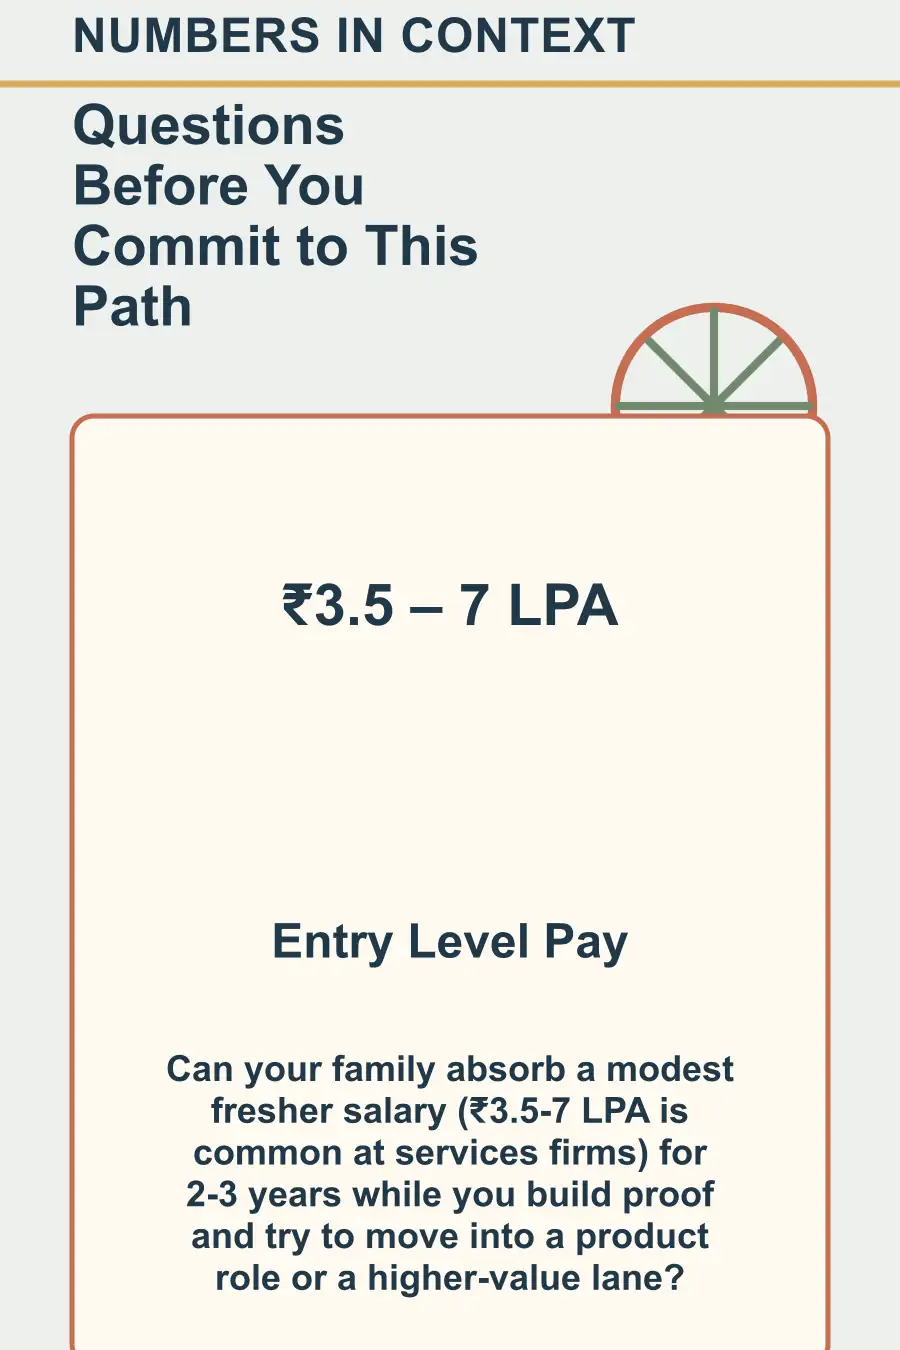 NUMBERS IN CONTEXT
Questions
Before You
Commit to This
Path
₹3.5 – 7 LPA
Entry Level Pay
Can your family absorb a modest
fresher salary (₹3.5-7 LPA is
common at services firms) for
2-3 years while you build proof
and try to move into a product
role or a higher-value lane?